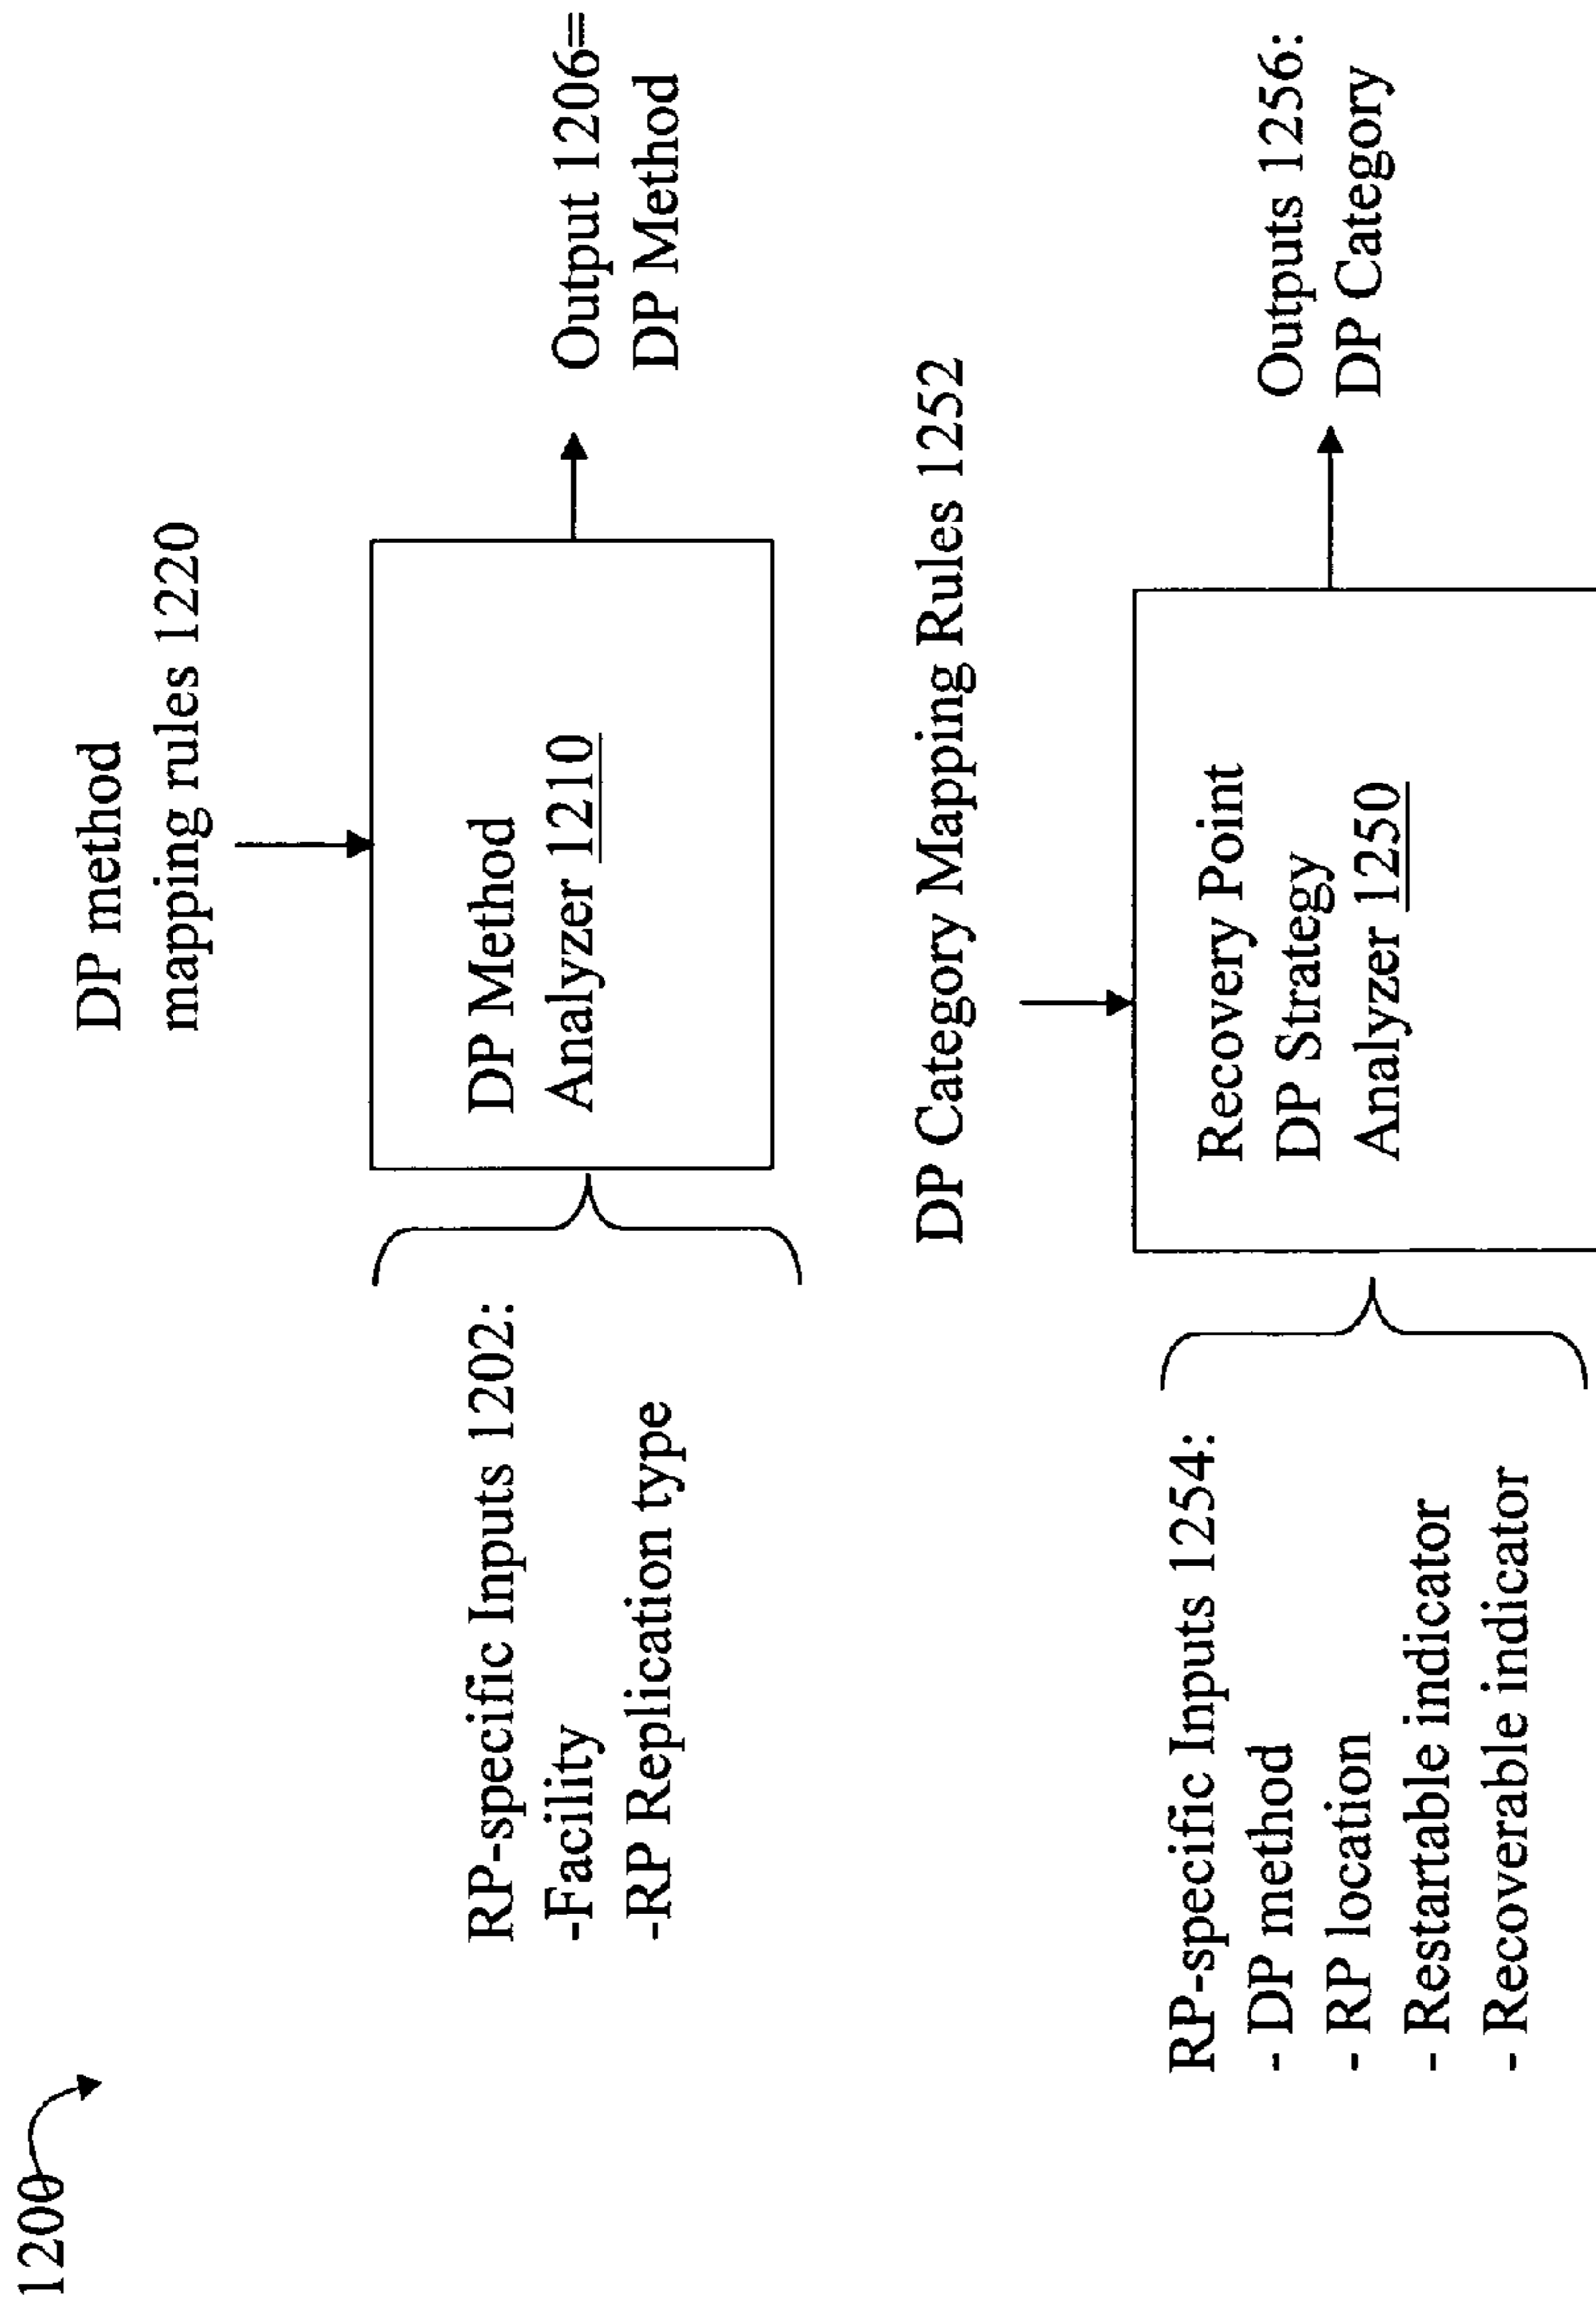 1200
DP method
mapping rules 1220
RP-specific Inputs 1202:
-Facility
-RP Replication type
DP Method
Analyzer 1210
Output 1206=
DP Method
DP Category Mapping Rules 1252
RP-specific Inputs 1254:
- DP method
- RP location
- Restartable indicator
- Recoverable indicator
Recovery Point
DP Strategy
Analyzer 1250
Outputs 1256:
DP Category